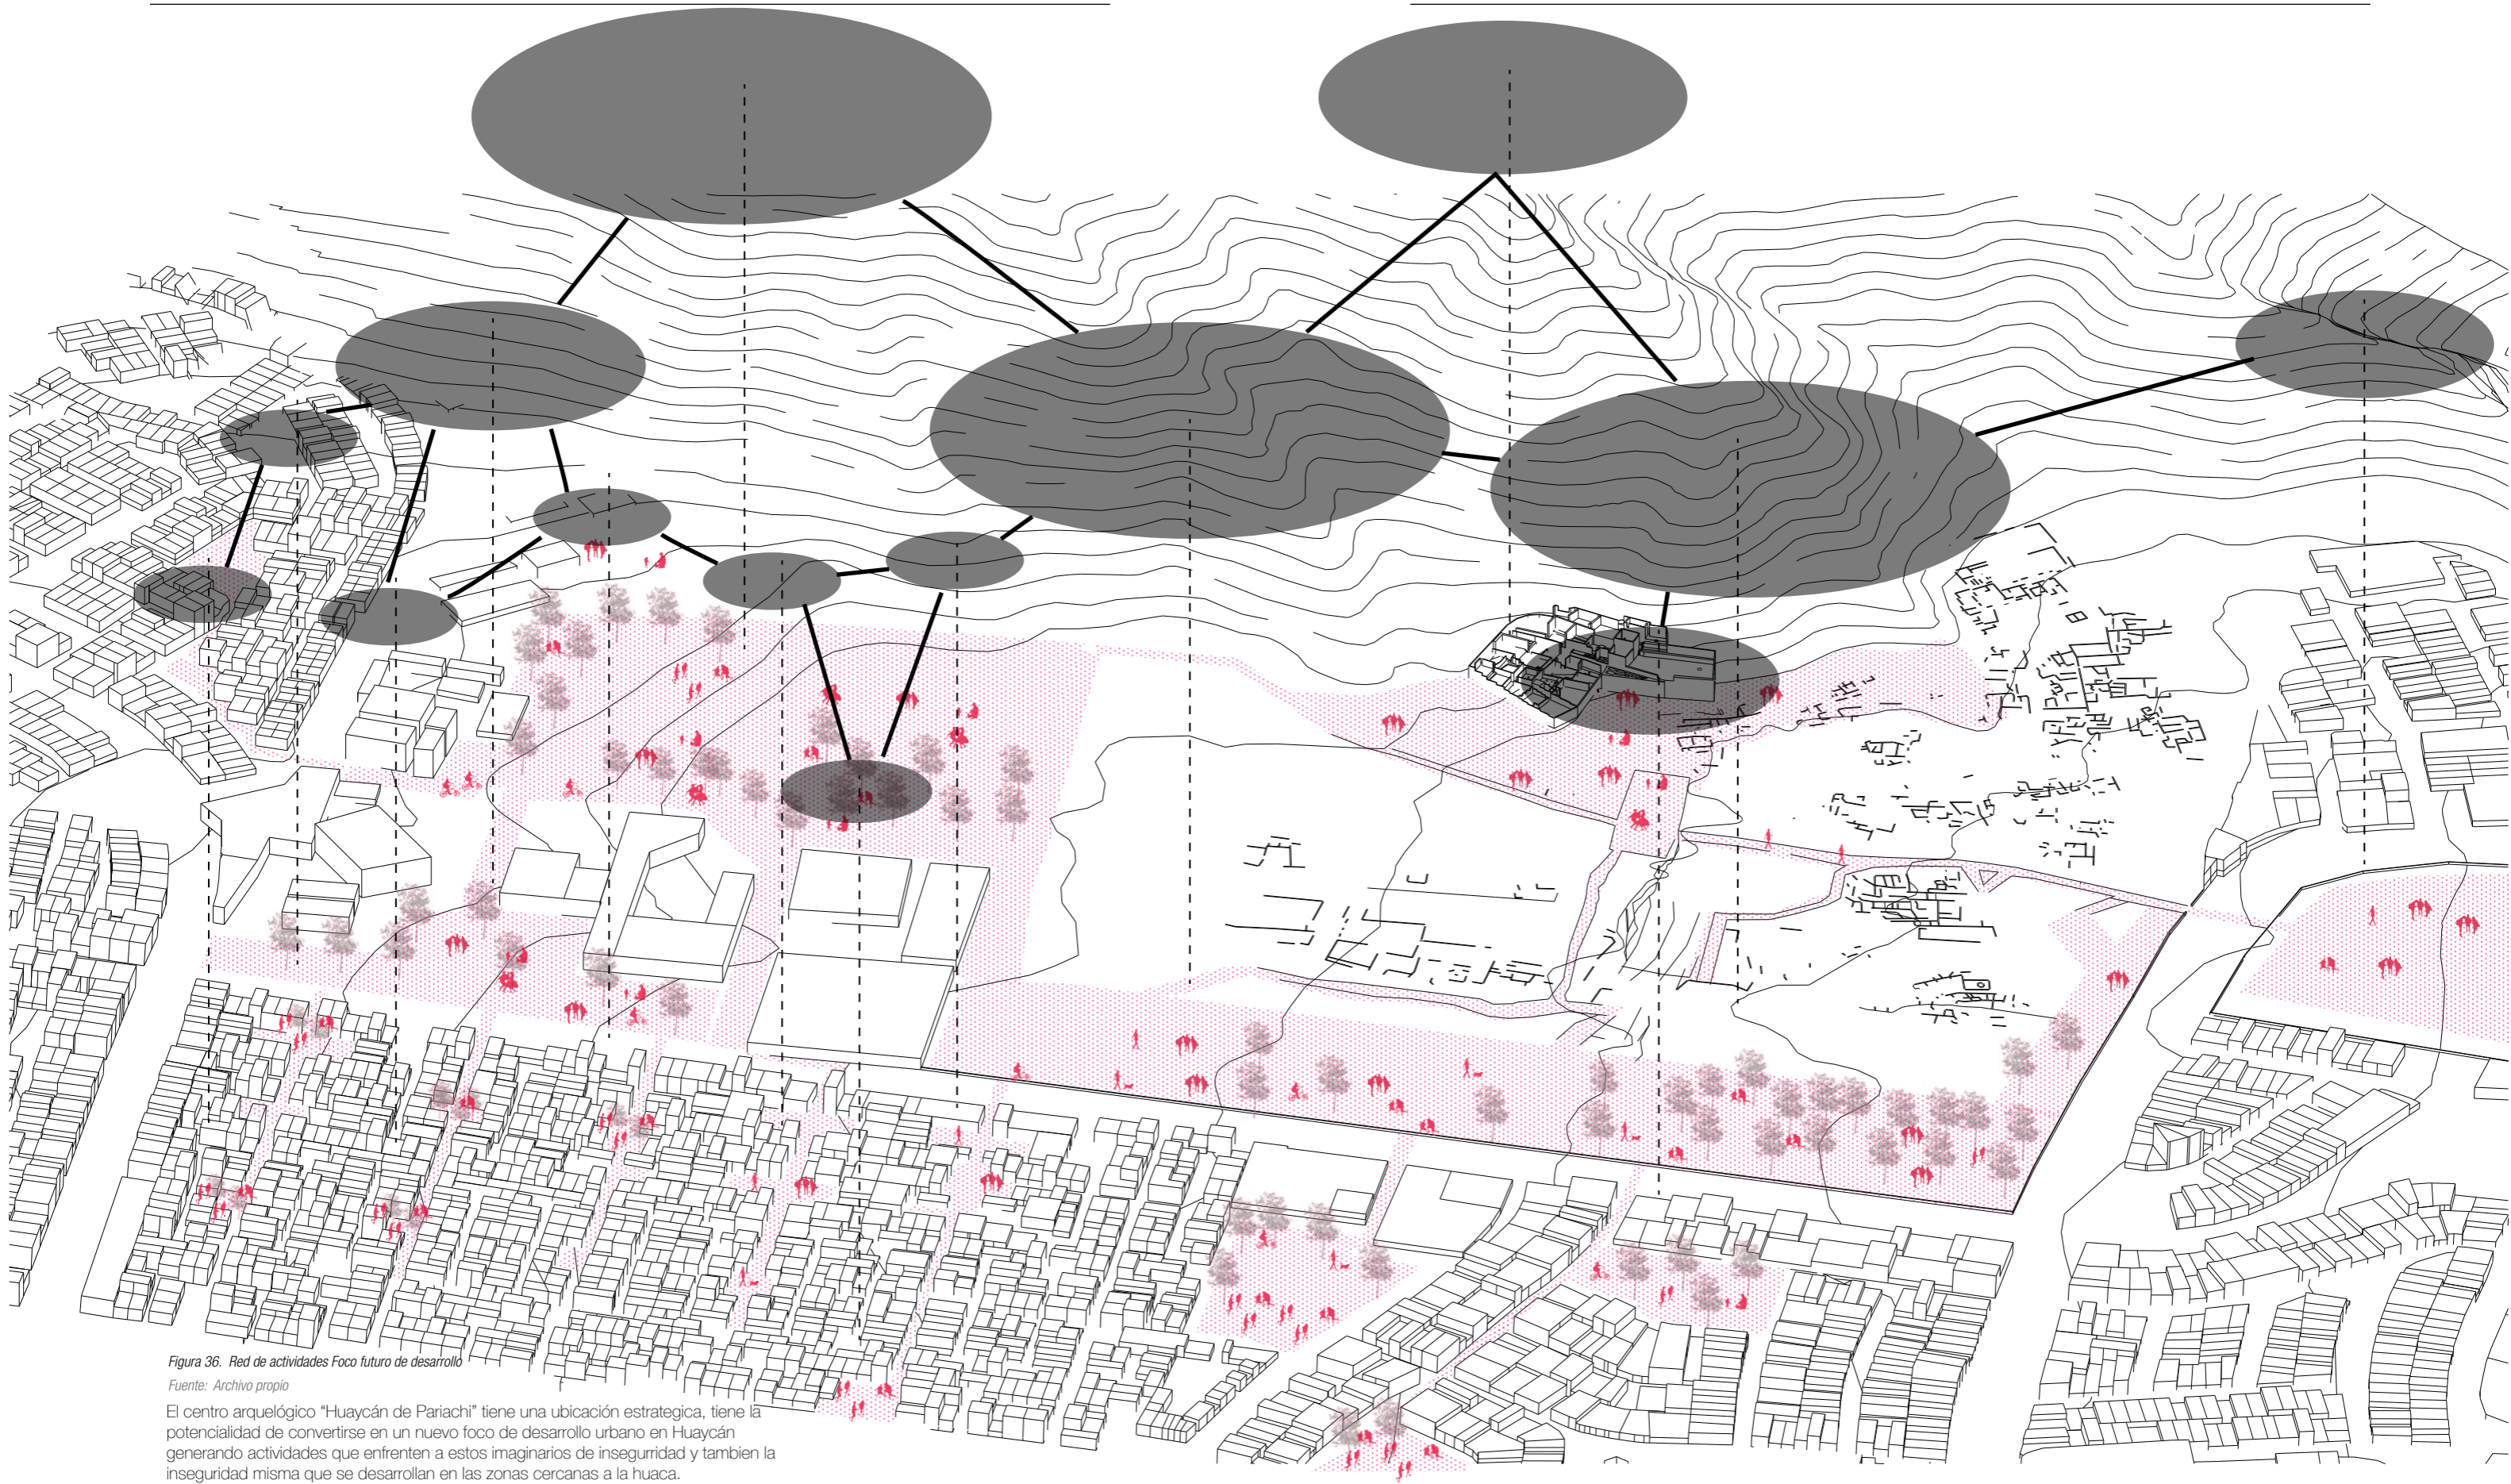 Figura 36. Red de actividades Foco futuro de desarrollo
Fuente: Archivo propio
El centro arquelógico “Huaycán de Pariachi” tiene una ubicación estrategica, tiene la
potencialidad de convertirse en un nuevo foco de desarrollo urbano en Huaycán
generando actividades que enfrenten a estos imaginarios de insegurridad y tambien la
inseguridad misma que se desarrollan en las zonas cercanas a la huaca.